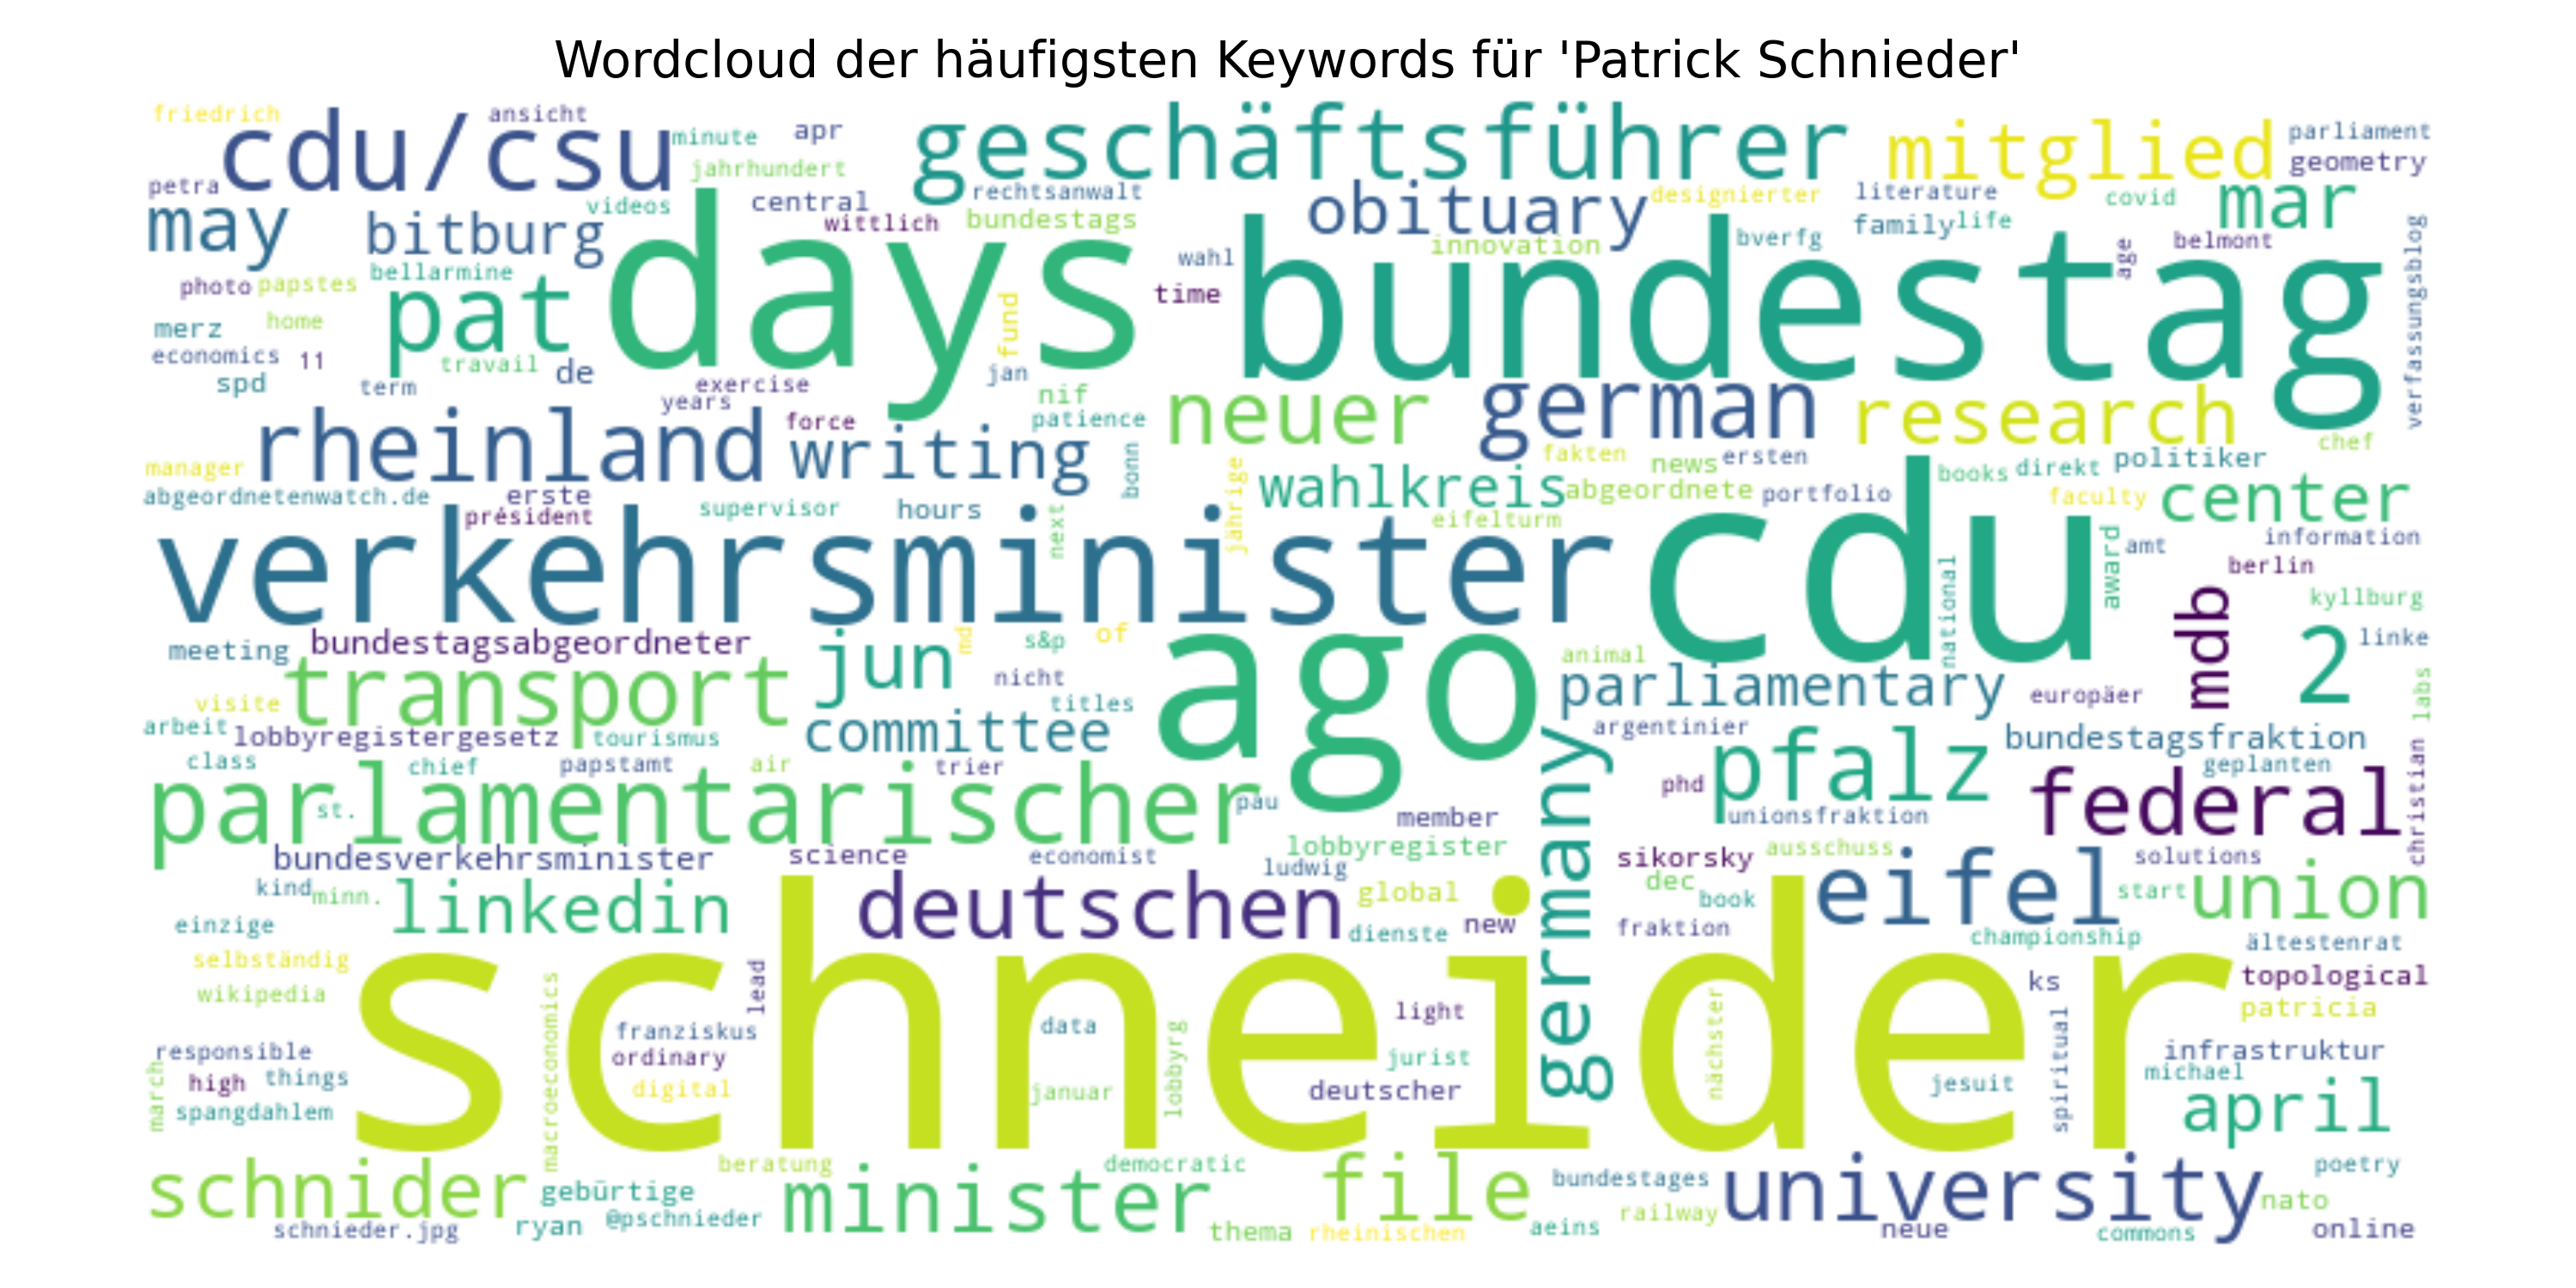 Wordcloud der häufigsten Keywords für 'Patrick Schnieder'
friedrich
ansicht
cdu/csu
minute
apr
geschäftsführer
mitglied
parliament
geometry
petra
jahrhundert
may
bitburg
videos
central
wittlich
rechtsanwalt
bundestags
obituary
designierter
literature
family
life
covid
mar
innovation
bverfg
age
belmont
verfassungsblog
photo
papstes
bellarmine
pat
days
wahl
time
bundestag
merz
home
fund
economics
11
travail
de
jan
spd
term
exercise
years
nif
patience
force
neuer
german
research
chef
rheinland
writing
bonn
manager
jährige
fakten
news
ersten
books
direkt
politiker
wahlkreis
abgeordnete
portfolio
faculty
center
abgeordnetenwatch.de
erste
président
supervisor
hours
next
eifelturm
verkehrsminister
cdu
national
award
amt
information
berlin
mdb
kyllburg
2
linke
meeting
bundestagsabgeordneter
jun
md
s&p
of
ago
animal
parliamentary
europäer
labs
transport
nicht
visite
titles
arbeit
lobbyregistergesetz
tourismus
committee
germany
argentinier
pfalz
bundestagsfraktion
class
chief
papstamt
air
trier
phd
geplanten
christian
parlamentarischer
st.
pau
member
unionsfraktion
federal
bundesverkehrsminister
science
economist
ludwig
lobbyregister
sikorsky
ausschuss
solutions
kind
minn.
linkedin
deutschen
global
dec
book
eifel
start
union
einzige
dienste
new
fraktion
championship
ältestenrat
selbständig
schneider
lead
ks
topological
wikipedia
macroeconomics
light
nächster
spiritual
patricia
franziskus
data
lobbyrg
responsible
ordinary
jurist
infrastruktur
march
high
things
digital
januar
deutscher
jesuit
michael
spangdahlem
april
schnider
beratung
democratic
file
bundestages
university
poetry
gebürtige
minister
nato
schnieder.jpg
ryan
@pschnieder
thema
rheinischen
aeins
railway
neue
commons
online